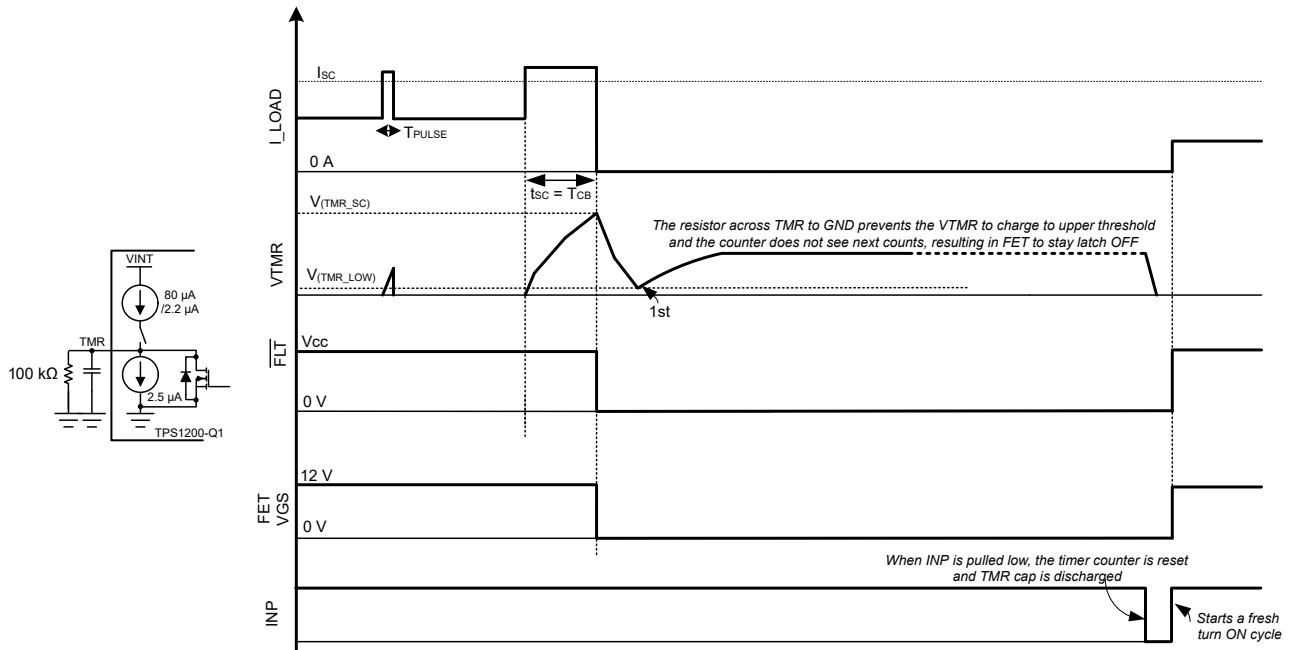 I_LOAD
ISC
TPULSE
0 A
tSC = TCB
VTMR
V(TMR_SC)
The resistor across TMR to GND prevents the VTMR to charge to upper threshold
and the counter does not see next counts, resulting in FET to stay latch OFF
V(TMR_LOW)
1st
VINT
80 µA
/2.2 µA
TMR
100 kΩ
2.5 µA
TPS1200-Q1
FLT
Vcc
0 V
FET
VGS
12 V
0 V
When INP is pulled low, the timer counter is reset
and TMR cap is discharged
INP
Starts a fresh
turn ON cycle